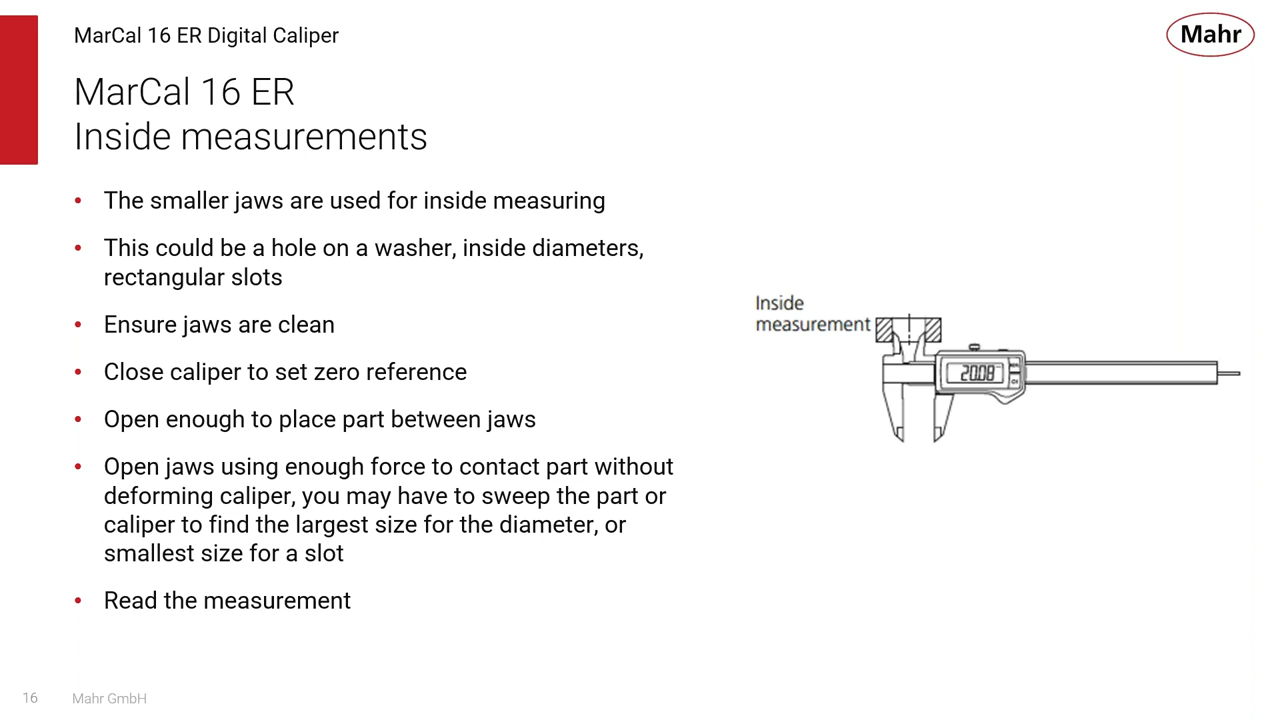 MarCal 16 ER Digital Caliper
Mahr
MarCal 16 ER
Inside measurements
• The smaller jaws are used for inside measuring
• This could be a hole on a washer, inside diameters,
rectangular slots
• Ensure jaws are clean
• Close caliper to set zero reference
• Open enough to place part between jaws
• Open jaws using enough force to contact part without
deforming caliper, you may have to sweep the part or
caliper to find the largest size for the diameter, or
smallest size for a slot
• Read the measurement
Inside
measurement
20.08
16
Mahr GmbH